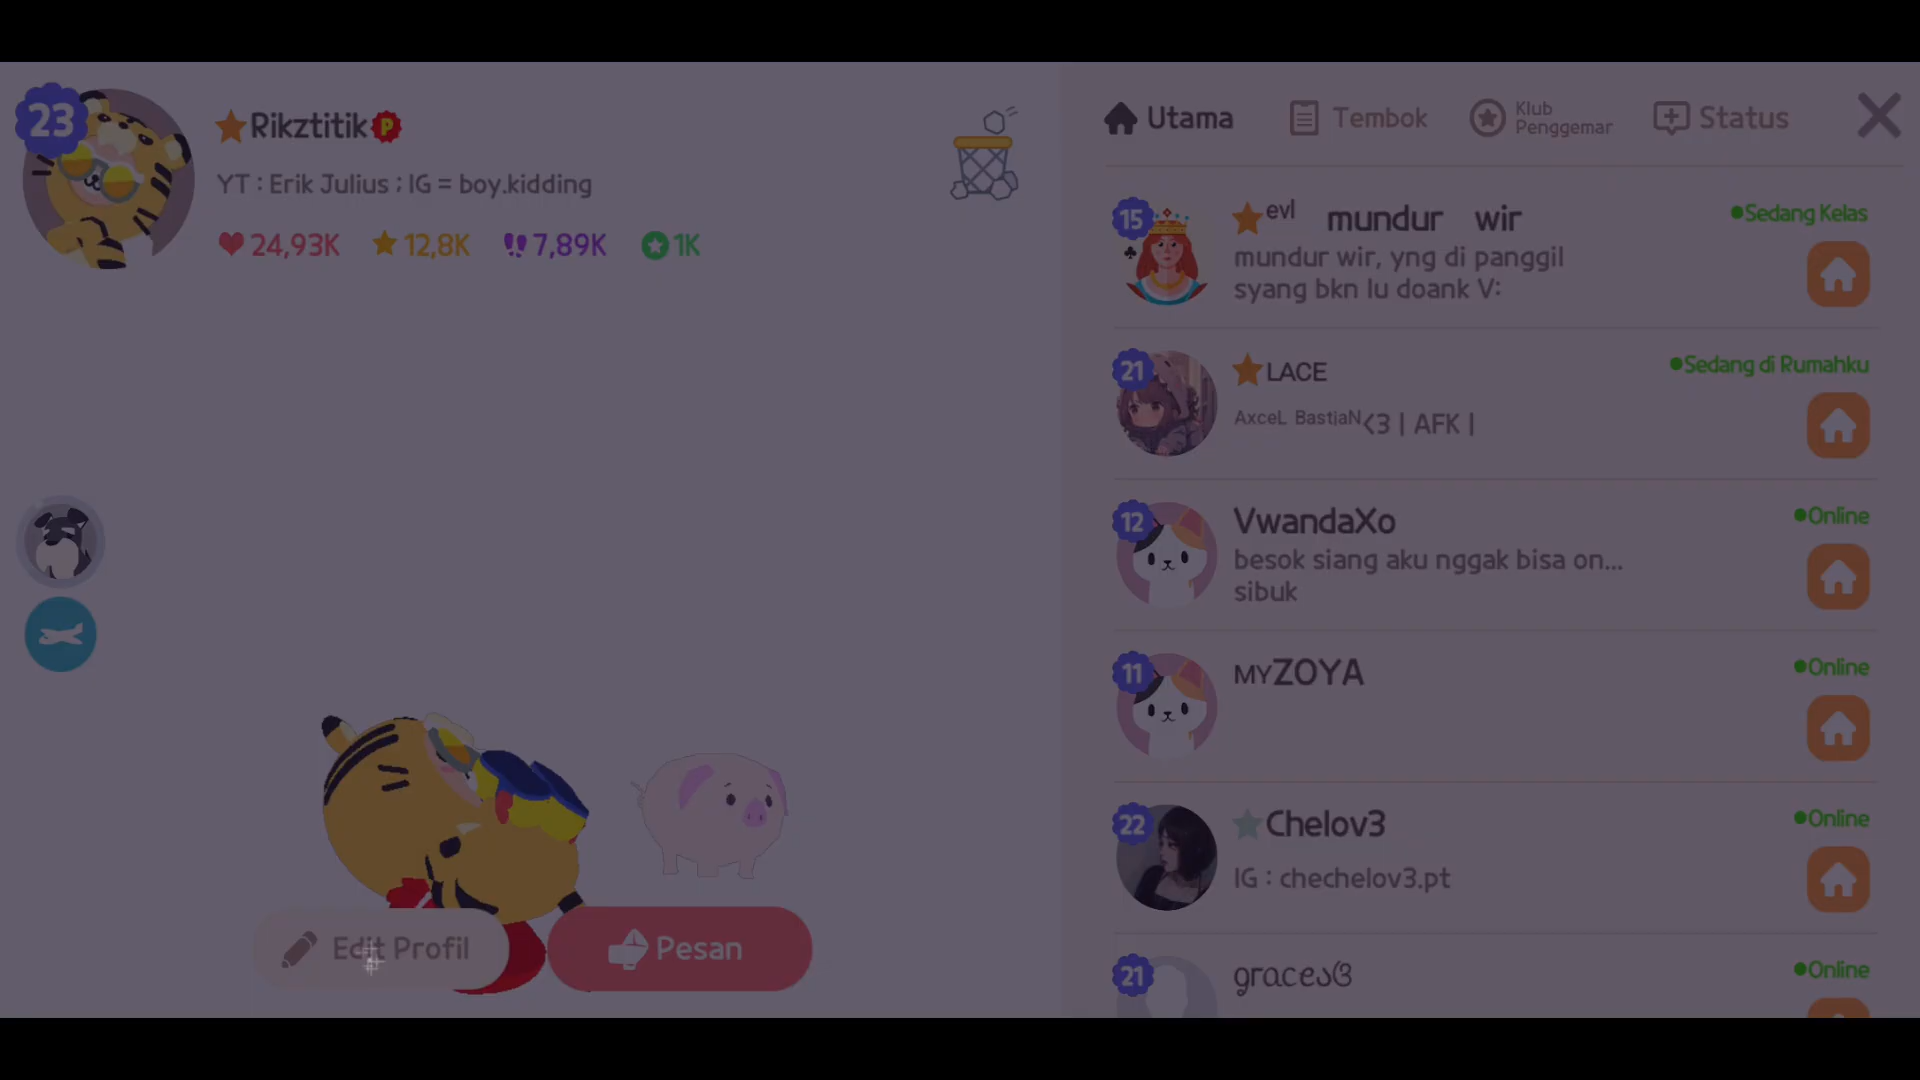 23
Rikztitik P
YT : Erik Julius ; IG = boy.kidding
24,93K 12,8K 7,89K 1K
Edit Profil
Pesan
Utama
Tembok
Klub
Penggemar
Status
15
evl mundur wir
Sedang Kelas
mundur wir, yng di panggil
syang bkn lu doank V:
21
LACE
Sedang di Rumahku
AxceL BastiaN<3 | AFK |
12
VwandaXo
Online
besok siang aku nggak bisa on...
sibuk
11
MYZOYA
Online
22
Chelov3
Online
IG : chechelov3.pt
21
Online